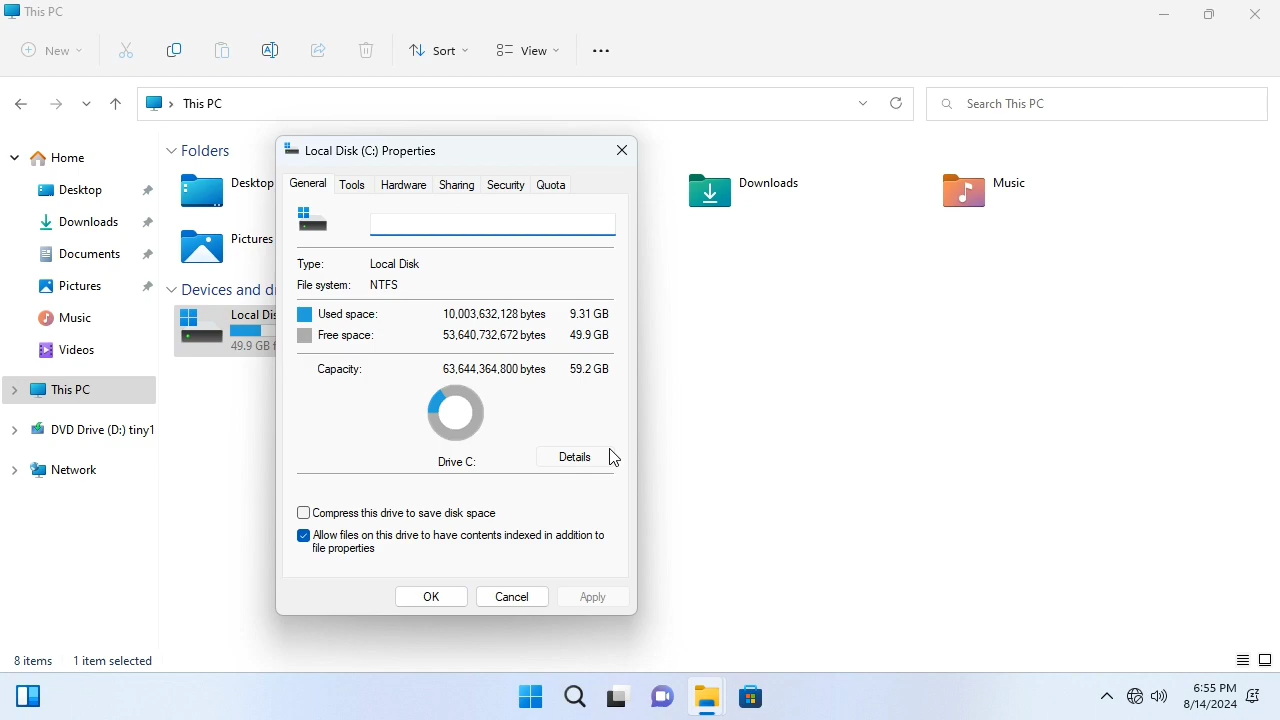 This PC
New
Sort
View
This PC
Search This PC
Home
Desktop
Downloads
Documents
Pictures
Music
Videos
This PC
DVD Drive (D:) tiny1
Network
Folders
Desktop
Pictures
Downloads
Music
Devices and d
Local Dis
49.9 GB f
Local Disk (C:) Properties
General Tools Hardware Sharing Security Quota
Type: Local Disk
File system: NTFS
Used space: 10,003,632,128 bytes 9.31 GB
Free space: 53,640,732,672 bytes 49.9 GB
Capacity: 63,644,364,800 bytes 59.2 GB
Drive C:
Details
Compress this drive to save disk space
Allow files on this drive to have contents indexed in addition to
file properties
OK Cancel Apply
8 items 1 item selected
6:55 PM
8/14/2024